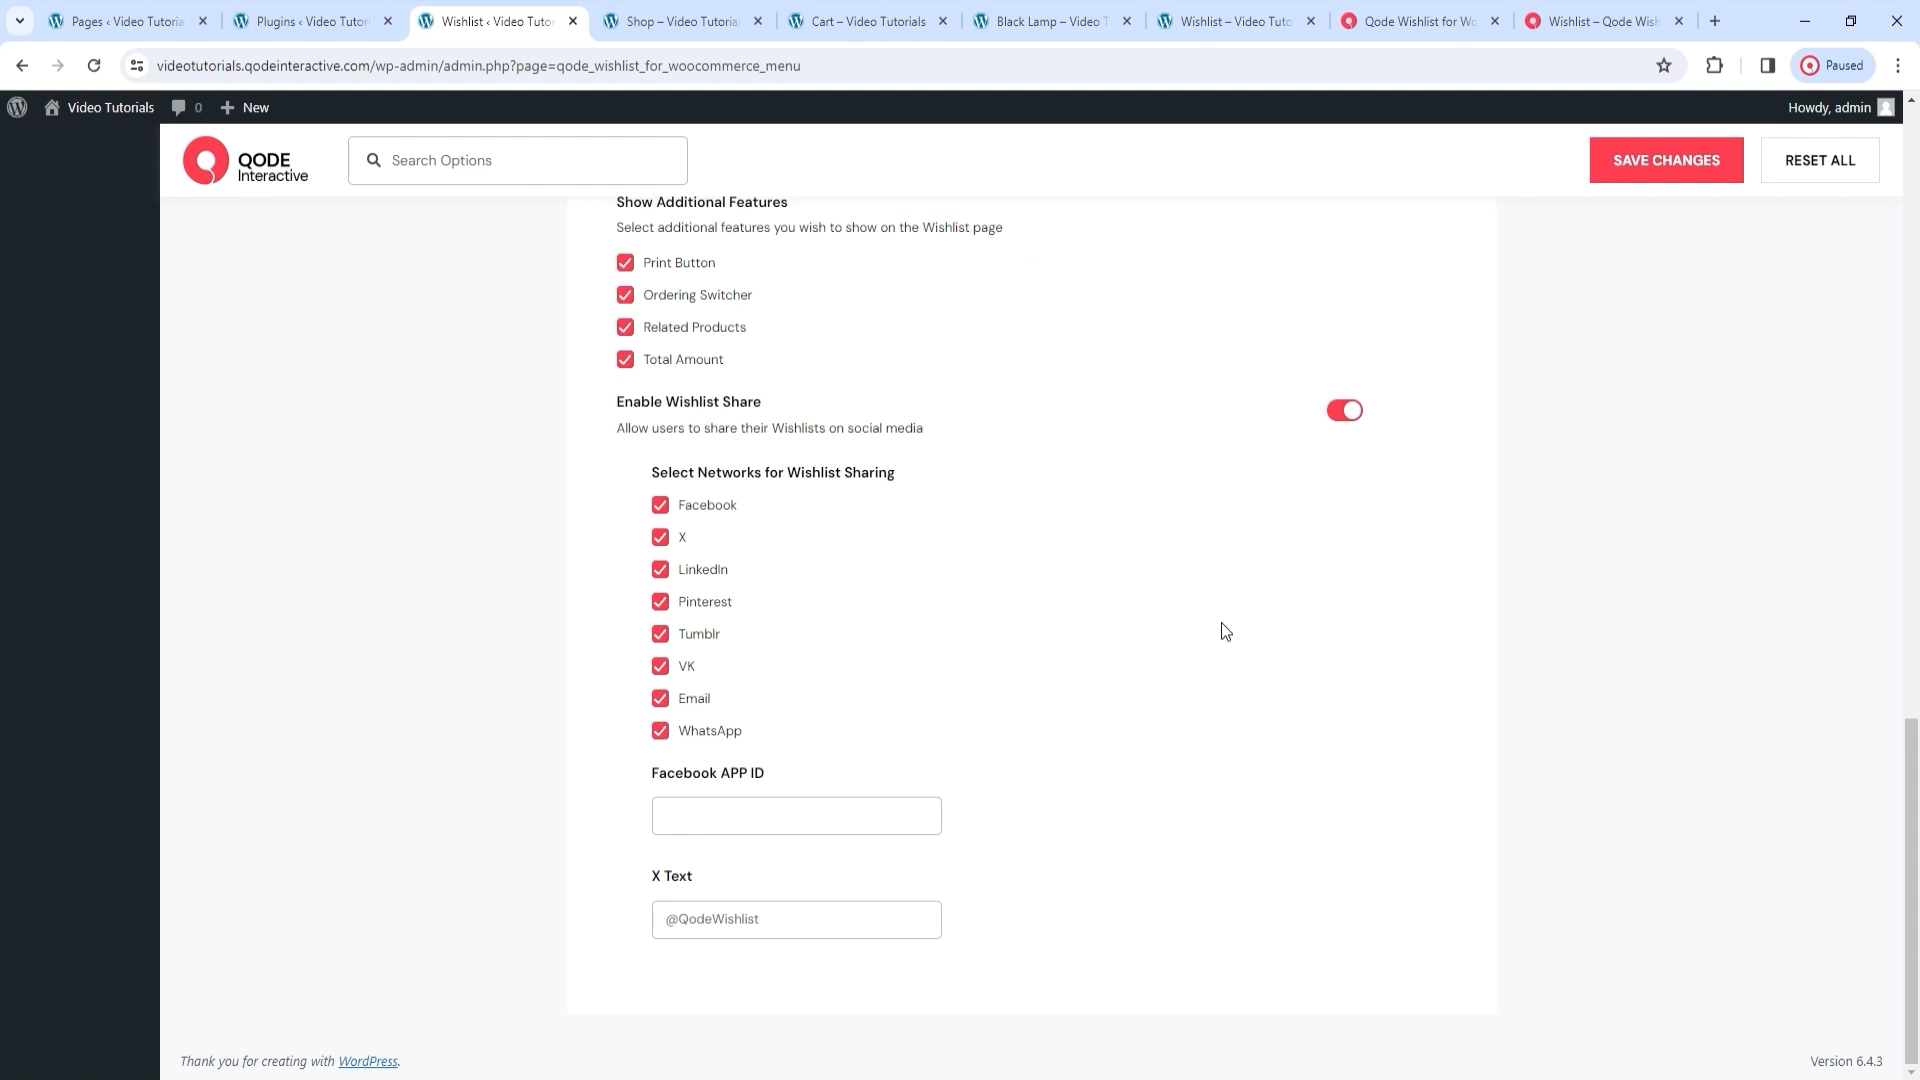 Pages ‹ Video Tutoria
Plugins ‹ Video Tutori
Wishlist ‹ Video Tutor
Shop – Video Tutorial
Cart – Video Tutorials
Black Lamp – Video T
Wishlist – Video Tuto
Qode Wishlist for Wo
Wishlist – Qode Wish
videotutorials.qodeinteractive.com/wp-admin/admin.php?page=qode_wishlist_for_woocommerce_menu
Paused
Video Tutorials
0
New
Howdy, admin
QODE
Interactive
Search Options
SAVE CHANGES
RESET ALL
Show Additional Features
Select additional features you wish to show on the Wishlist page
Print Button
Ordering Switcher
Related Products
Total Amount
Enable Wishlist Share
Allow users to share their Wishlists on social media
Select Networks for Wishlist Sharing
Facebook
X
LinkedIn
Pinterest
Tumblr
VK
Email
WhatsApp
Facebook APP ID
X Text
@QodeWishlist
Thank you for creating with WordPress.
Version 6.4.3